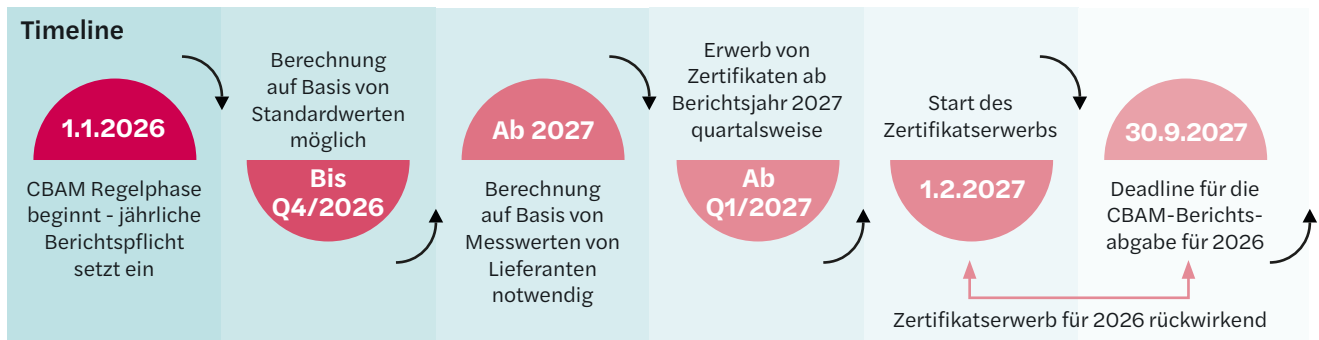 Timeline
1.1.2026
CBAM Regelphase
beginnt - jährliche
Berichtspflicht
setzt ein
Berechnung
auf Basis von
Standardwerten
möglich
Bis
Q4/2026
Ab 2027
Berechnung
auf Basis von
Messwerten von
Lieferanten
notwendig
Erwerb von
Zertifikaten ab
Berichtsjahr 2027
quartalsweise
Ab
Q1/2027
Start des
Zertifikatserwerbs
1.2.2027
30.9.2027
Deadline für die
CBAM-Berichts-
abgabe für 2026
Zertifikatserwerb für 2026 rückwirkend